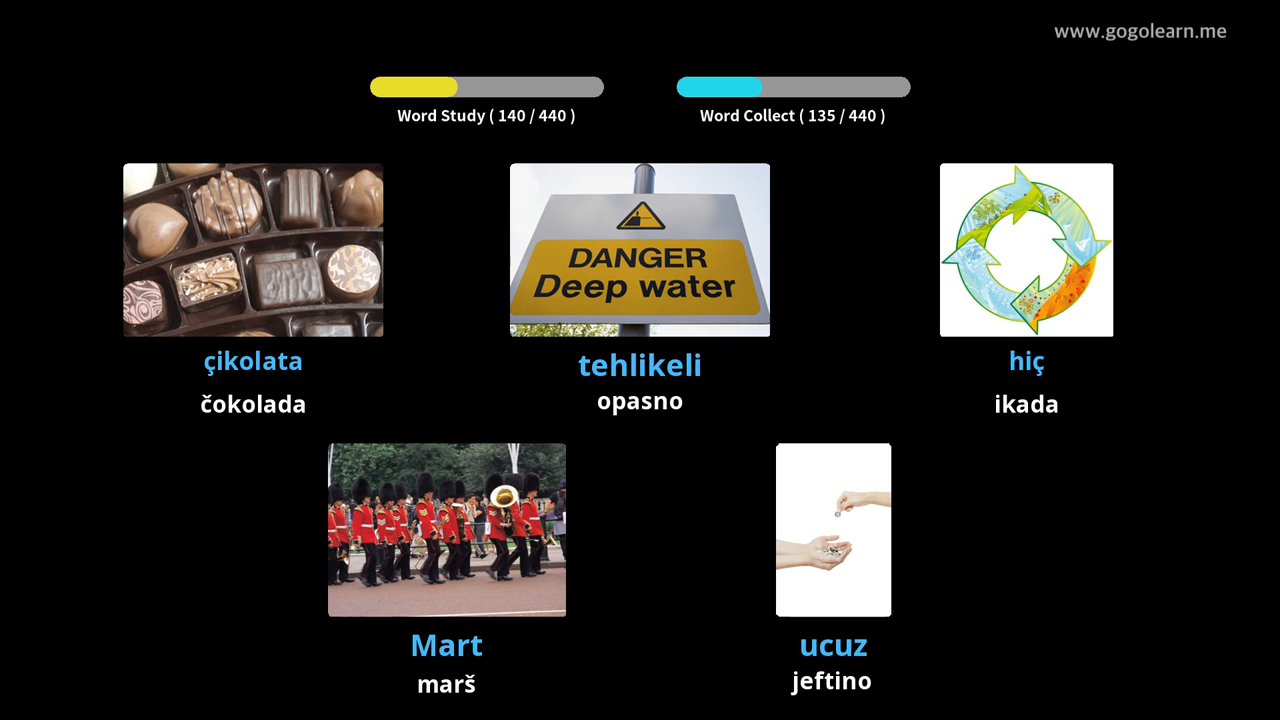 www.gogolearn.me
Word Study ( 140 / 440 )
Word Collect ( 135 / 440 )
DANGER
Deep water
çikolata
tehlikeli
hiç
čokolada
opasno
ikada
Mart
ucuz
marš
jeftino